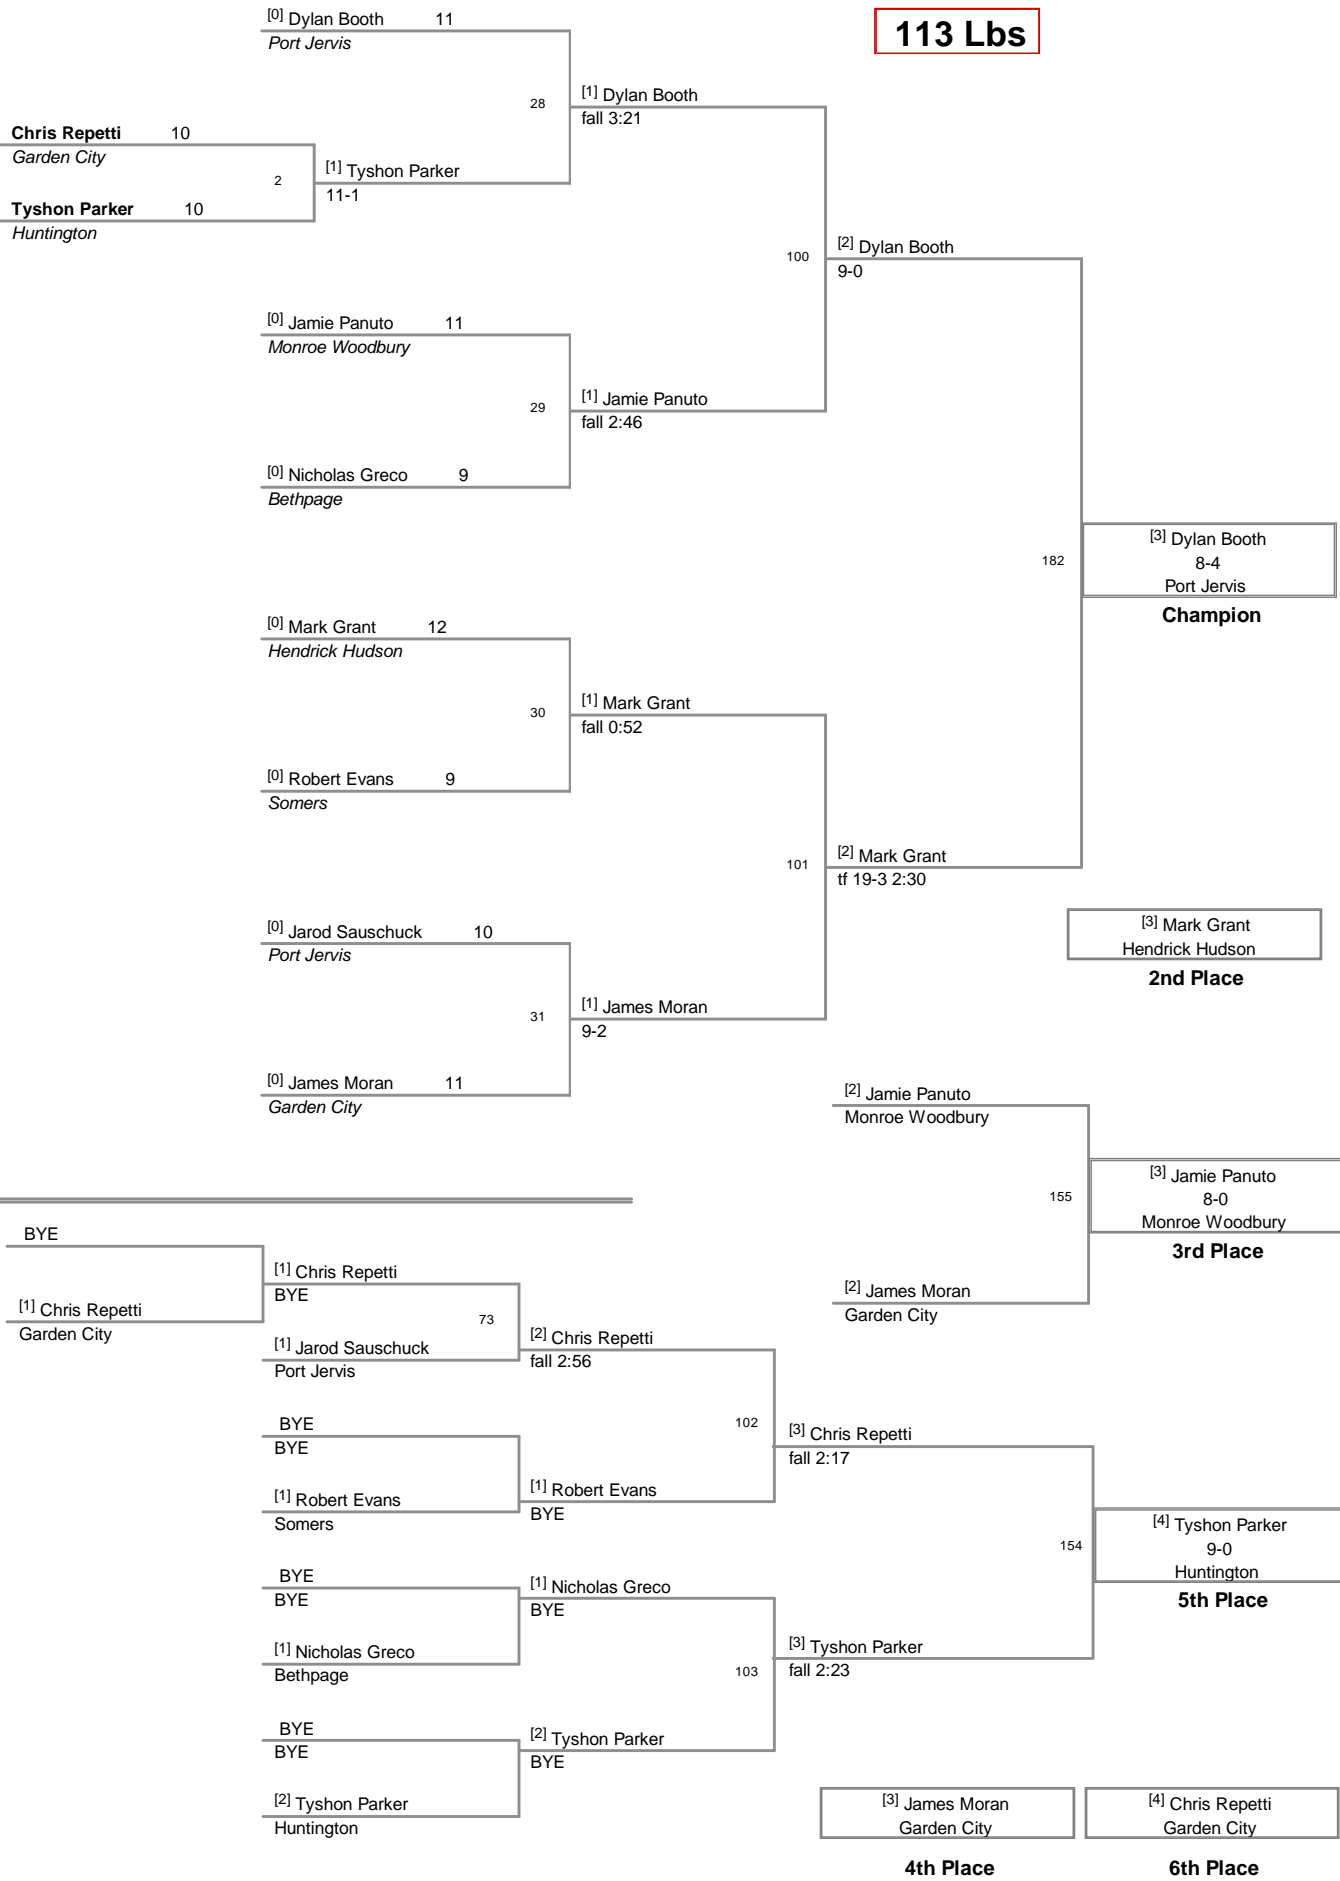 113 Lbs
[0] Dylan Booth 11
Port Jervis
28
[1] Dylan Booth
fall 3:21
Chris Repetti 10
Garden City
2
[1] Tyshon Parker
11-1
Tyshon Parker 10
Huntington
100
[2] Dylan Booth
9-0
[0] Jamie Panuto 11
Monroe Woodbury
29
[1] Jamie Panuto
fall 2:46
[0] Nicholas Greco 9
Bethpage
182
[3] Dylan Booth
8-4
Port Jervis
Champion
[0] Mark Grant 12
Hendrick Hudson
30
[1] Mark Grant
fall 0:52
[0] Robert Evans 9
Somers
101
[2] Mark Grant
tf 19-3 2:30
[0] Jarod Sauschuck 10
Port Jervis
31
[1] James Moran
9-2
[0] James Moran 11
Garden City
[3] Mark Grant
Hendrick Hudson
2nd Place
[2] Jamie Panuto
Monroe Woodbury
155
[3] Jamie Panuto
8-0
Monroe Woodbury
3rd Place
[2] James Moran
Garden City
BYE
[1] Chris Repetti
BYE
[1] Chris Repetti
Garden City
73
[1] Jarod Sauschuck
Port Jervis
[2] Chris Repetti
fall 2:56
BYE
BYE
102
[3] Chris Repetti
fall 2:17
[1] Robert Evans
Somers
[1] Robert Evans
BYE
154
[4] Tyshon Parker
9-0
Huntington
5th Place
BYE
BYE
[1] Nicholas Greco
BYE
[1] Nicholas Greco
Bethpage
103
[3] Tyshon Parker
fall 2:23
BYE
BYE
[2] Tyshon Parker
BYE
[2] Tyshon Parker
Huntington
[3] James Moran
Garden City
4th Place
[4] Chris Repetti
Garden City
6th Place